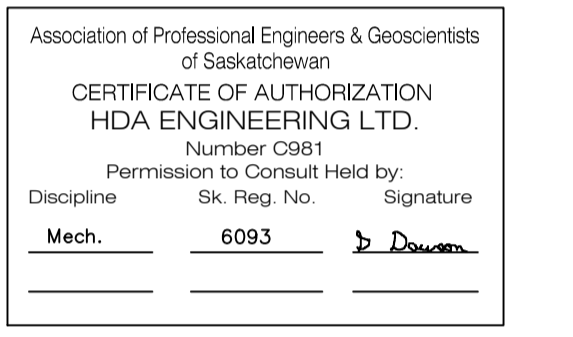 Association of Professional Engineers & Geoscientists
of Saskatchewan
CERTIFICATE OF AUTHORIZATION
HDA ENGINEERING LTD.
Number C981
Permission to Consult Held by:
Discipline Sk. Reg. No. Signature
Mech. 6093 D Dawson